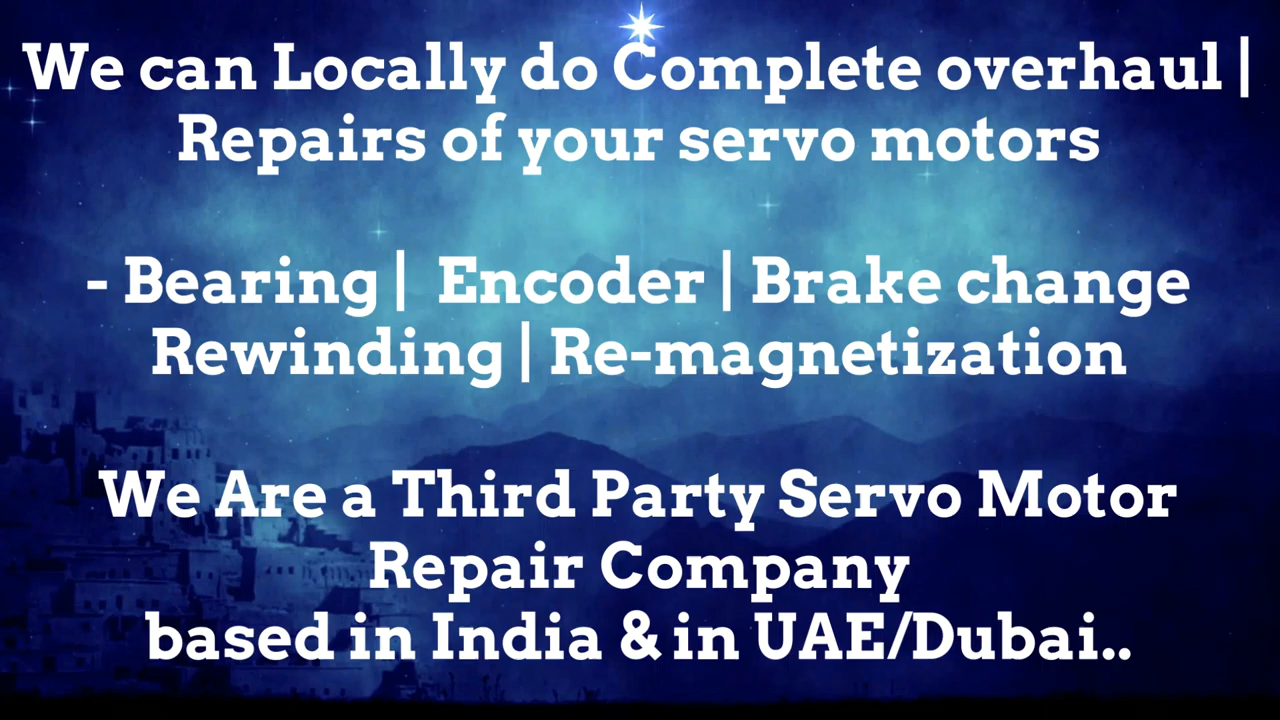 We can Locally do Complete overhaul |
Repairs of your servo motors
- Bearing | Encoder | Brake change
Rewinding | Re-magnetization
We Are a Third Party Servo Motor
Repair Company
based in India & in UAE/Dubai..